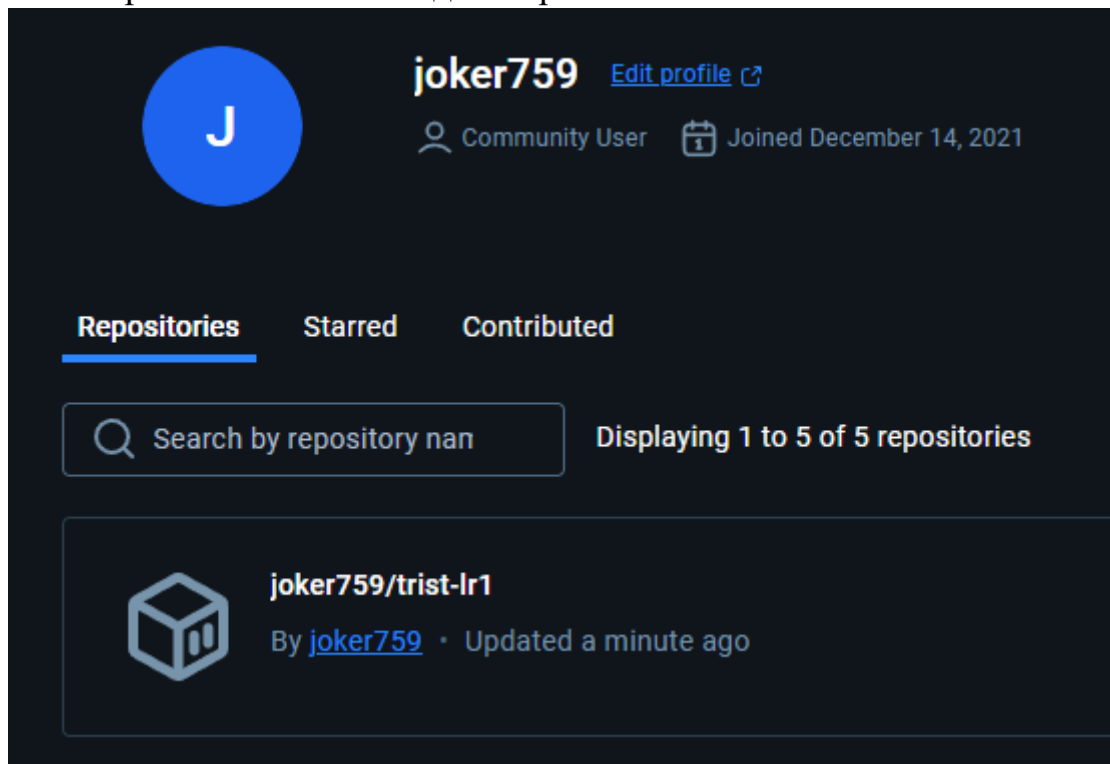 joker759 Edit profile
J
Community User 1 Joined December 14, 2021
Repositories Starred Contributed
Search by repository nan Displaying 1 to 5 of 5 repositories
joker759/trist-lr1
By joker759 · Updated a minute ago